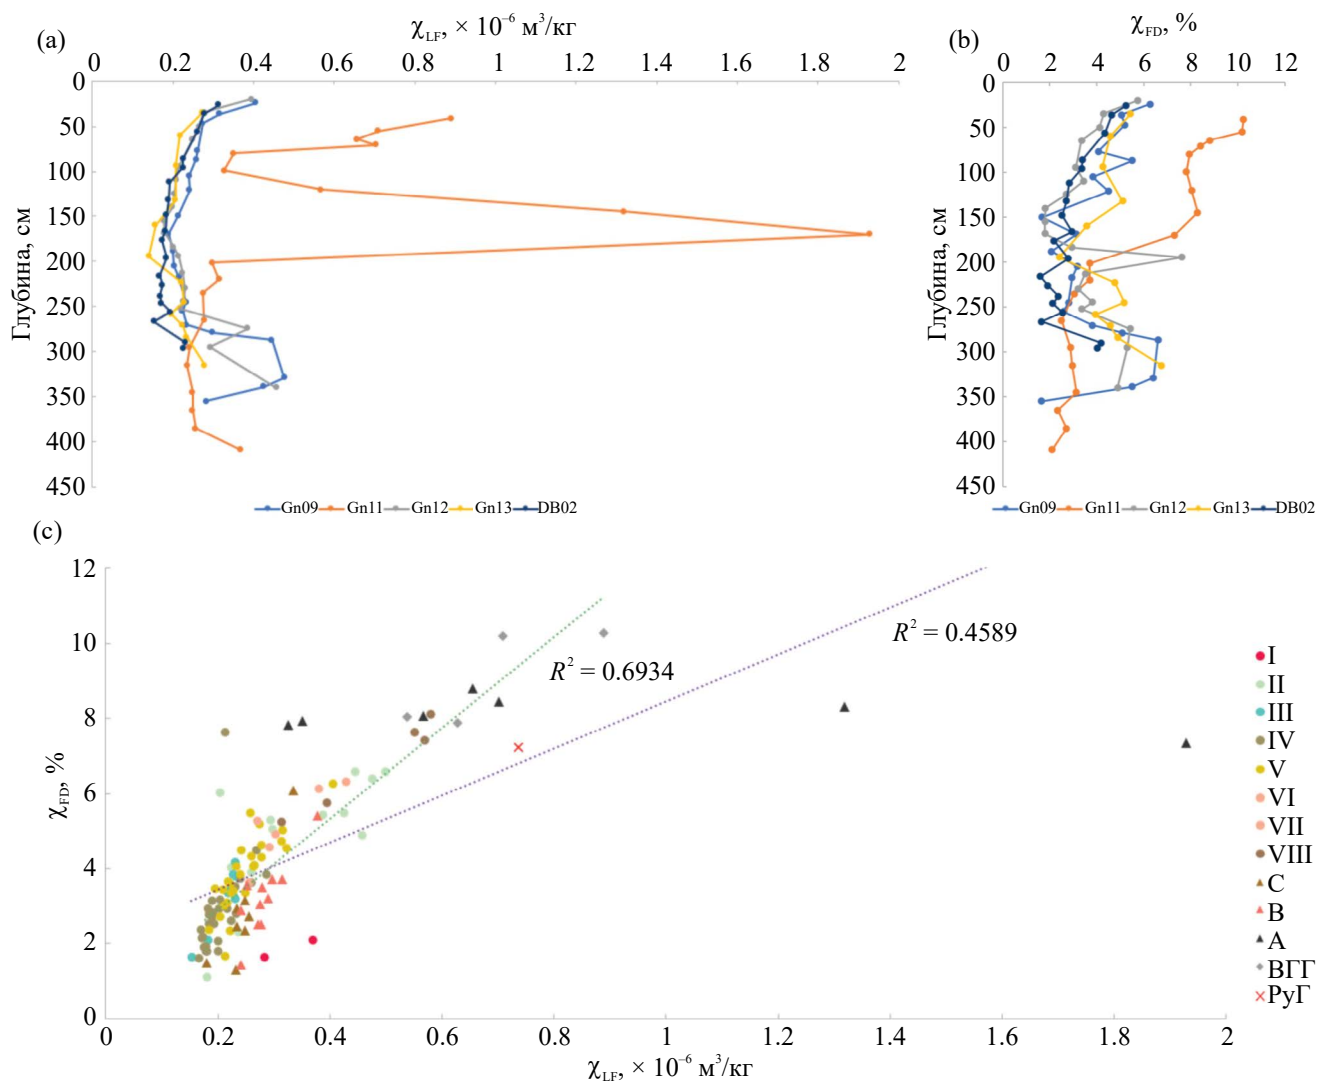 (a)
χLF, × 10⁻⁶ м³/кг
0 0.2 0.4 0.6 0.8 1 1.2 1.4 1.6 1.8 2
0
50
100
150
200
250
300
350
400
450
Глубина, см
Gn09 Gn11 Gn12 Gn13 DB02
(b)
χFD, %
0 2 4 6 8 10 12
0
50
100
150
200
250
300
350
400
450
Глубина, см
Gn09 Gn11 Gn12 Gn13 DB02
(c)
12
10
8
6
4
2
0
χFD, %
R² = 0.6934
R² = 0.4589
0 0.2 0.4 0.6 0.8 1 1.2 1.4 1.6 1.8 2
χLF, × 10⁻⁶ м³/кг
I
II
III
IV
V
VI
VII
VIII
C
B
A
ВГГ
РуГ